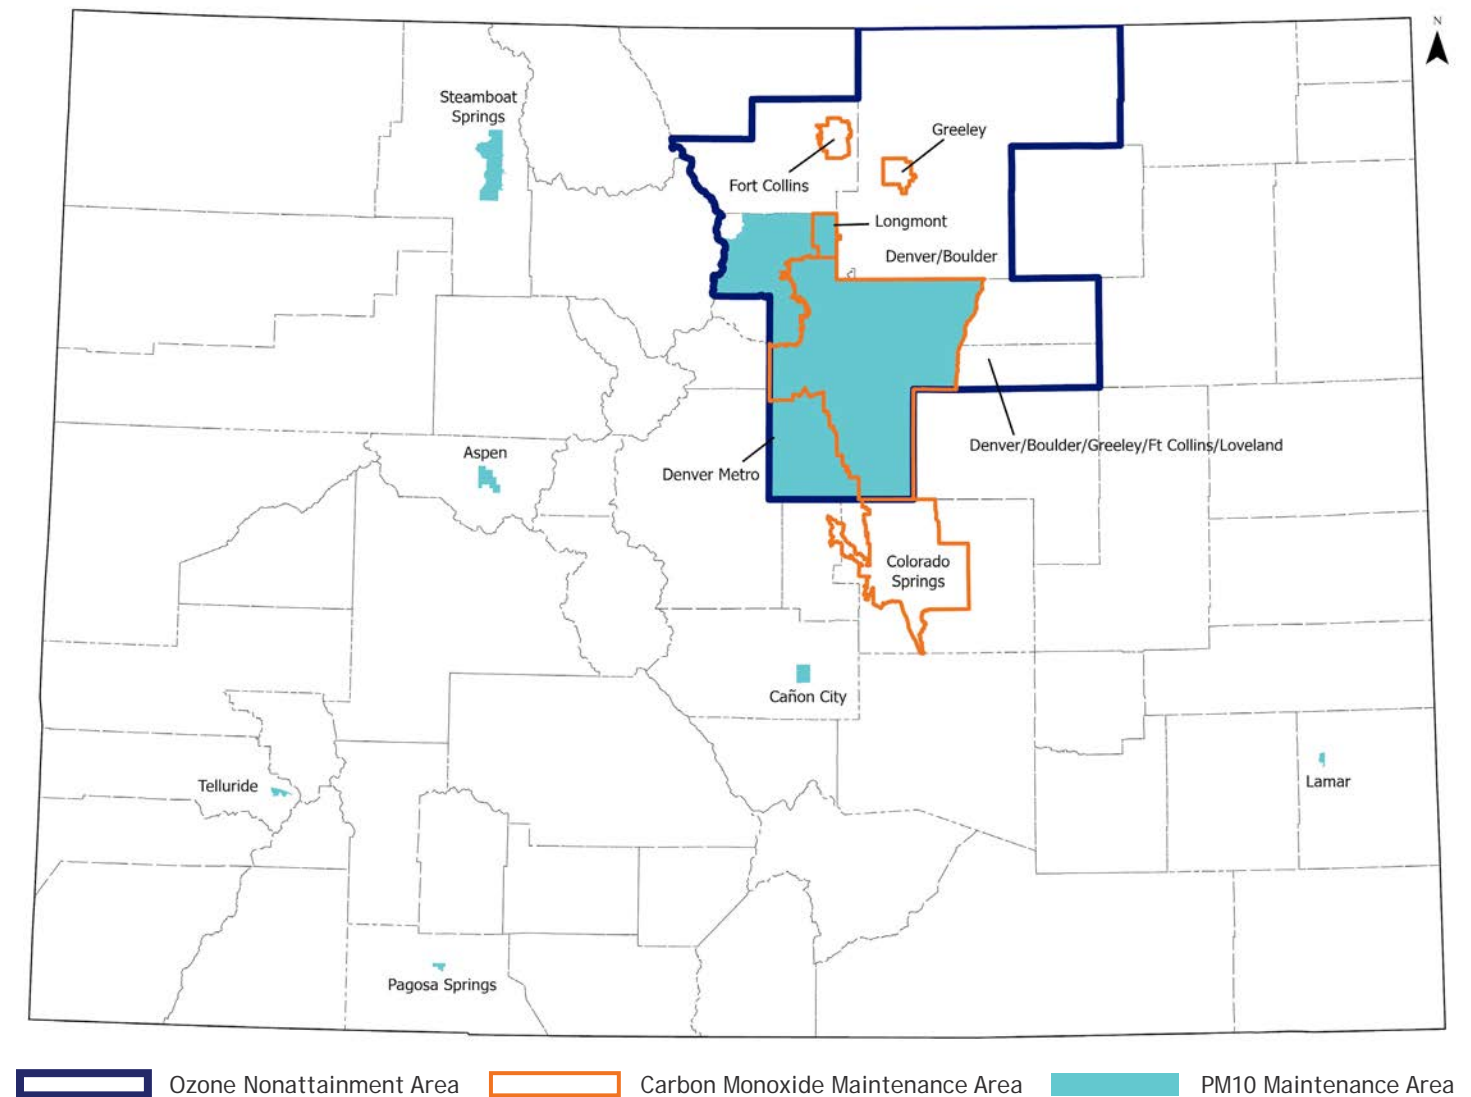 N
Steamboat
Springs
Greeley
Fort Collins
Longmont
Denver/Boulder
Denver/Boulder/Greeley/Ft Collins/Loveland
Aspen
Denver Metro
Colorado
Springs
Cañon City
Telluride
Lamar
Pagosa Springs
Ozone Nonattainment Area
Carbon Monoxide Maintenance Area
PM10 Maintenance Area